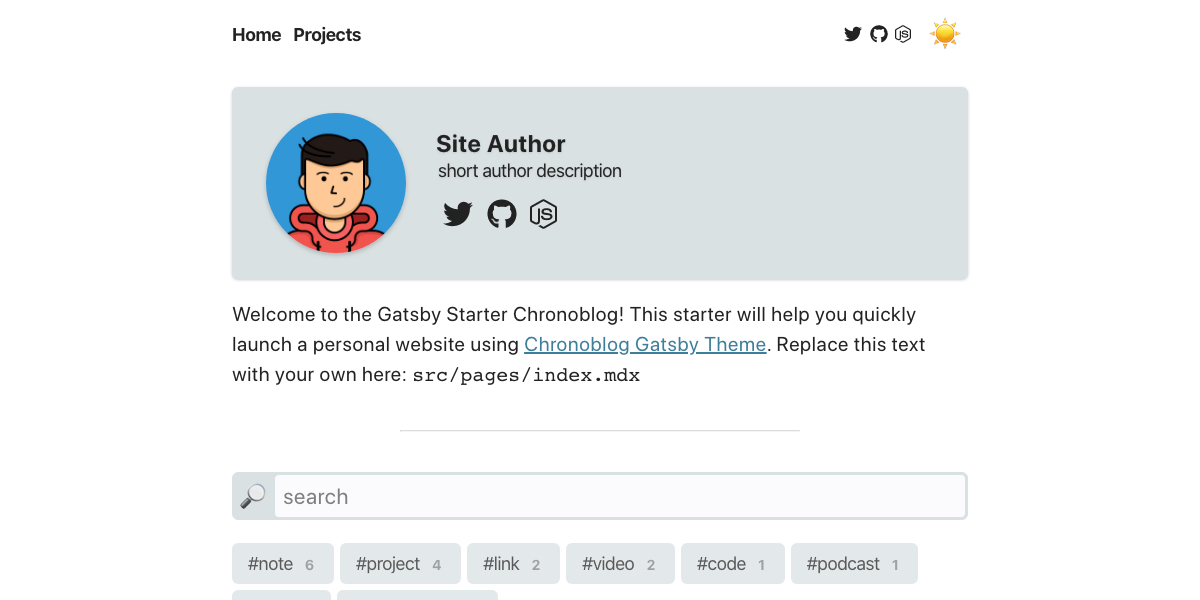 Home Projects
Site Author
short author description
Welcome to the Gatsby Starter Chronoblog! This starter will help you quickly
launch a personal website using Chronoblog Gatsby Theme. Replace this text
with your own here: src/pages/index.mdx
search
#note 6 #project 4 #link 2 #video 2 #code 1 #podcast 1